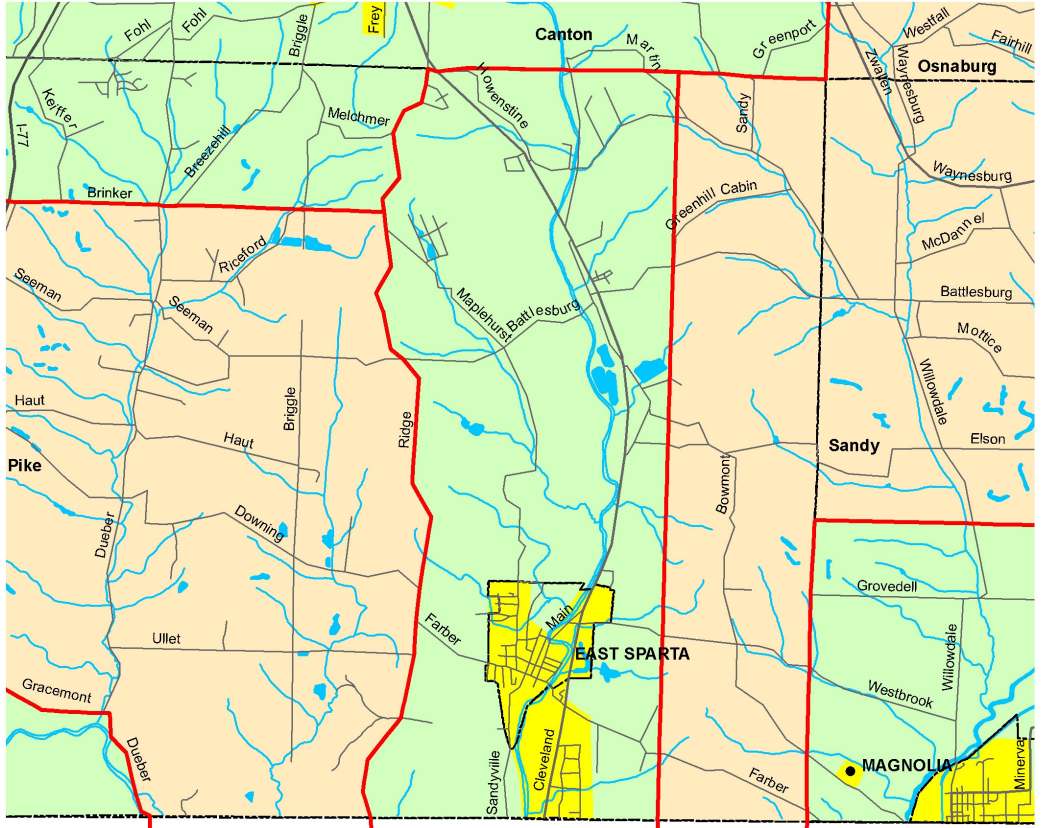 Fohl
Fohl
Briggle
Frey
Canton
Martin
Greenport
Westfall
Fairhill
Zwallen
Waynesburg
Osnaburg
I-77
Keiffer
Melchmer
Howenstine
Sandy
Breezehill
Brinker
Greenhill Cabin
Waynesburg
McDannel
Riceford
Seeman
Seeman
Maplehurst
Battlesburg
Battlesburg
Mottice
Haut
Haut
Briggle
Ridge
Willowdale
Elson
Sandy
Pike
Bowmont
Dueber
Downing
Grovedell
Main
Farber
Ullet
EAST SPARTA
Willowdale
Westbrook
Gracemont
Dueber
Sandyville
Cleveland
Farber
MAGNOLIA
Minerva